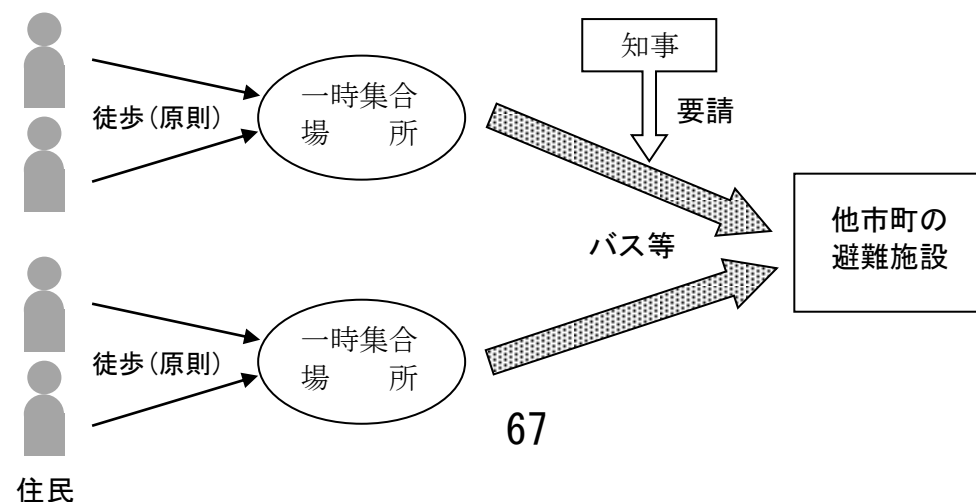 知事
要請
徒歩（原則）
一時集合
場　　所
バス等
他市町の
避難施設
徒歩（原則）
一時集合
場　　所
67
住民